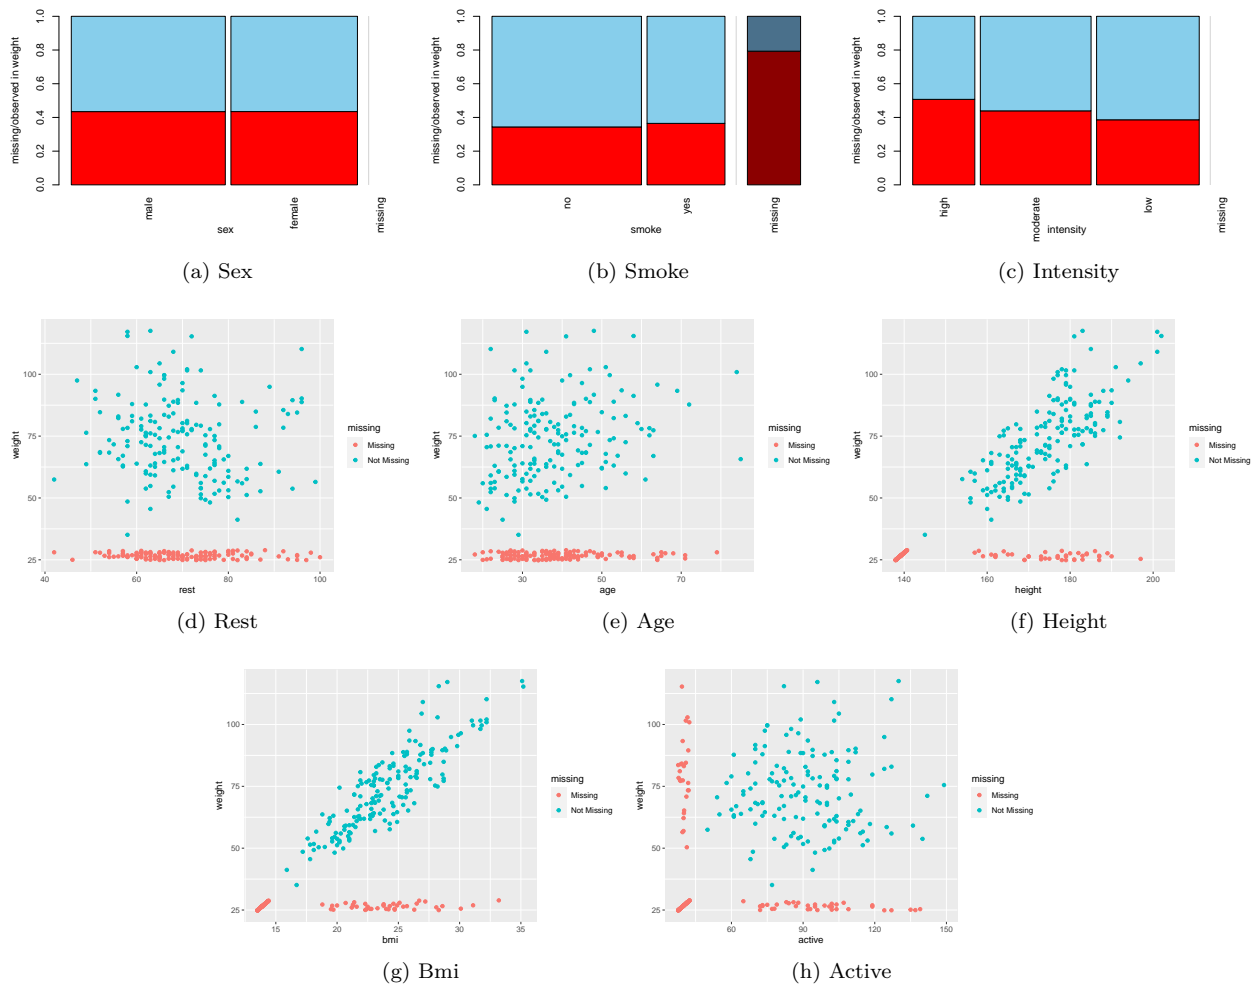 missing/observed in weight
0.0 0.2 0.4 0.6 0.8 1.0
male female missing
sex
(a) Sex
missing/observed in weight
0.0 0.2 0.4 0.6 0.8 1.0
no yes missing
smoke
(b) Smoke
missing/observed in weight
0.0 0.2 0.4 0.6 0.8 1.0
high moderate low missing
intensity
(c) Intensity
weight
100
75
50
25
40 60 80 100
rest
missing
Missing
Not Missing
(d) Rest
weight
100
75
50
25
30 50 70
age
missing
Missing
Not Missing
(e) Age
weight
100
75
50
25
140 160 180 200
height
missing
Missing
Not Missing
(f) Height
weight
100
75
50
25
15 20 25 30 35
bmi
missing
Missing
Not Missing
(g) Bmi
weight
100
75
50
25
60 90 120 150
active
missing
Missing
Not Missing
(h) Active